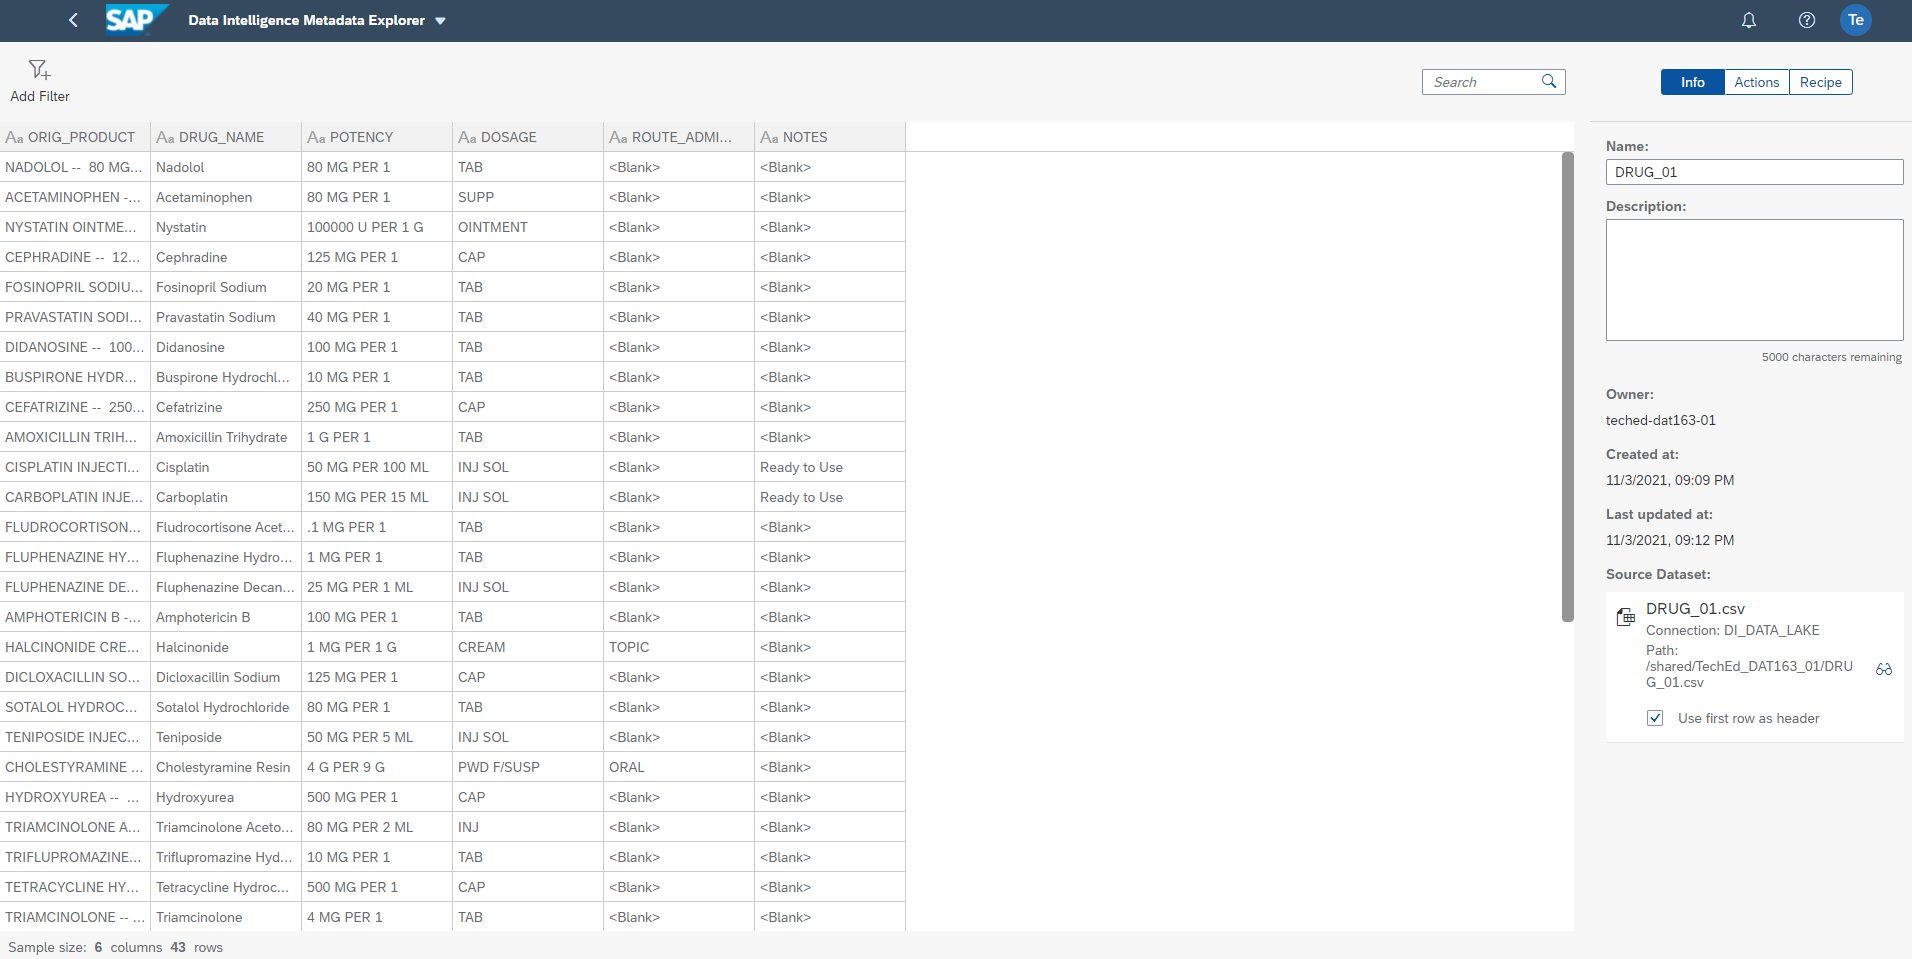 SAP Data Intelligence Metadata Explorer Te
Add Filter
Search Info Actions Recipe
Aa ORIG_PRODUCT Aa DRUG_NAME Aa POTENCY Aa DOSAGE Aa ROUTE_ADMI... Aa NOTES
NADOLOL -- 80 MG... Nadolol 80 MG PER 1 TAB <Blank> <Blank>
ACETAMINOPHEN -... Acetaminophen 80 MG PER 1 SUPP <Blank> <Blank>
NYSTATIN OINTME... Nystatin 100000 U PER 1 G OINTMENT <Blank> <Blank>
CEPHRADINE -- 12... Cephradine 125 MG PER 1 CAP <Blank> <Blank>
FOSINOPRIL SODIU... Fosinopril Sodium 20 MG PER 1 TAB <Blank> <Blank>
PRAVASTATIN SODI... Pravastatin Sodium 40 MG PER 1 TAB <Blank> <Blank>
DIDANOSINE -- 100... Didanosine 100 MG PER 1 TAB <Blank> <Blank>
BUSPIRONE HYDR... Buspirone Hydrochl... 10 MG PER 1 TAB <Blank> <Blank>
CEFATRIZINE -- 250... Cefatrizine 250 MG PER 1 CAP <Blank> <Blank>
AMOXICILLIN TRIH... Amoxicillin Trihydrate 1 G PER 1 TAB <Blank> <Blank>
CISPLATIN INJECTI... Cisplatin 50 MG PER 100 ML INJ SOL <Blank> Ready to Use
CARBOPLATIN INJE... Carboplatin 150 MG PER 15 ML INJ SOL <Blank> Ready to Use
FLUDROCORTISON... Fludrocortisone Acet... .1 MG PER 1 TAB <Blank> <Blank>
FLUPHENAZINE HY... Fluphenazine Hydro... 1 MG PER 1 TAB <Blank> <Blank>
FLUPHENAZINE DE... Fluphenazine Decan... 25 MG PER 1 ML INJ SOL <Blank> <Blank>
AMPHOTERICIN B -... Amphotericin B 100 MG PER 1 TAB <Blank> <Blank>
HALCINONIDE CRE... Halcinonide 1 MG PER 1 G CREAM TOPIC <Blank>
DICLOXACILLIN SO... Dicloxacillin Sodium 125 MG PER 1 CAP <Blank> <Blank>
SOTALOL HYDROC... Sotalol Hydrochloride 80 MG PER 1 TAB <Blank> <Blank>
TENIPOSIDE INJEC... Teniposide 50 MG PER 5 ML INJ SOL <Blank> <Blank>
CHOLESTYRAMINE ... Cholestyramine Resin 4 G PER 9 G PWD F/SUSP ORAL <Blank>
HYDROXYUREA -- ... Hydroxyurea 500 MG PER 1 CAP <Blank> <Blank>
TRIAMCINOLONE A... Triamcinolone Aceto... 80 MG PER 2 ML INJ <Blank> <Blank>
TRIFLUPROMAZINE... Triflupromazine Hyd... 10 MG PER 1 TAB <Blank> <Blank>
TETRACYCLINE HY... Tetracycline Hydroc... 500 MG PER 1 CAP <Blank> <Blank>
TRIAMCINOLONE -- ... Triamcinolone 4 MG PER 1 TAB <Blank> <Blank>
Sample size: 6 columns 43 rows
Name:
DRUG_01
Description:
5000 characters remaining
Owner:
teched-dat163-01
Created at:
11/3/2021, 09:09 PM
Last updated at:
11/3/2021, 09:12 PM
Source Dataset:
DRUG_01.csv
Connection: DI_DATA_LAKE
Path:
/shared/TechEd_DAT163_01/DRU
G_01.csv
Use first row as header